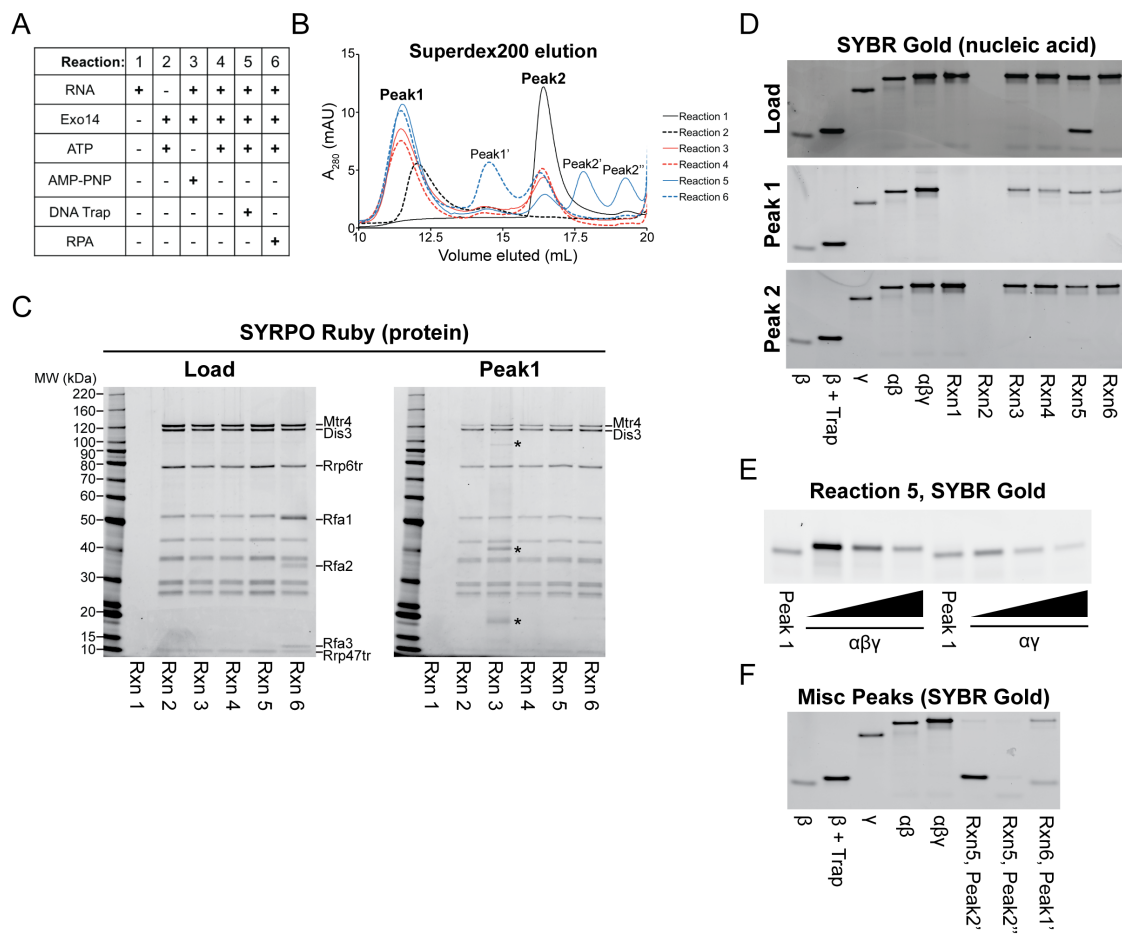 A
Reaction: 1 2 3 4 5 6
RNA + - + + + +
Exo14 - + + + + +
ATP - + - + + +
AMP-PNP - - + - - -
DNA Trap - - - - + -
RPA - - - - - +
B
Superdex200 elution
15
10
5
0
A280 (mAU)
Peak1
Peak2
Peak1'
Peak2'
Peak2''
10 12.5 15 17.5 20
Volume eluted (mL)
Reaction 1
Reaction 2
Reaction 3
Reaction 4
Reaction 5
Reaction 6
C
SYRPO Ruby (protein)
Load
Peak1
MW (kDa)
220
160
120
100
90
80
70
60
50
40
30
20
15
10
Mtr4
Dis3
Rrp6tr
Rfa1
Rfa2
Rfa3
Rrp47tr
Mtr4
Dis3
*
*
*
Rxn 1
Rxn 2
Rxn 3
Rxn 4
Rxn 5
Rxn 6
Rxn 1
Rxn 2
Rxn 3
Rxn 4
Rxn 5
Rxn 6
D
SYBR Gold (nucleic acid)
Load
Peak 1
Peak 2
β
β + Trap
γ
αβ
αβγ
Rxn1
Rxn2
Rxn3
Rxn4
Rxn5
Rxn6
E
Reaction 5, SYBR Gold
Peak 1
αβγ
Peak 1
αγ
F
Misc Peaks (SYBR Gold)
β
β + Trap
γ
αβ
αβγ
Rxn5, Peak2'
Rxn5, Peak2''
Rxn6, Peak1'